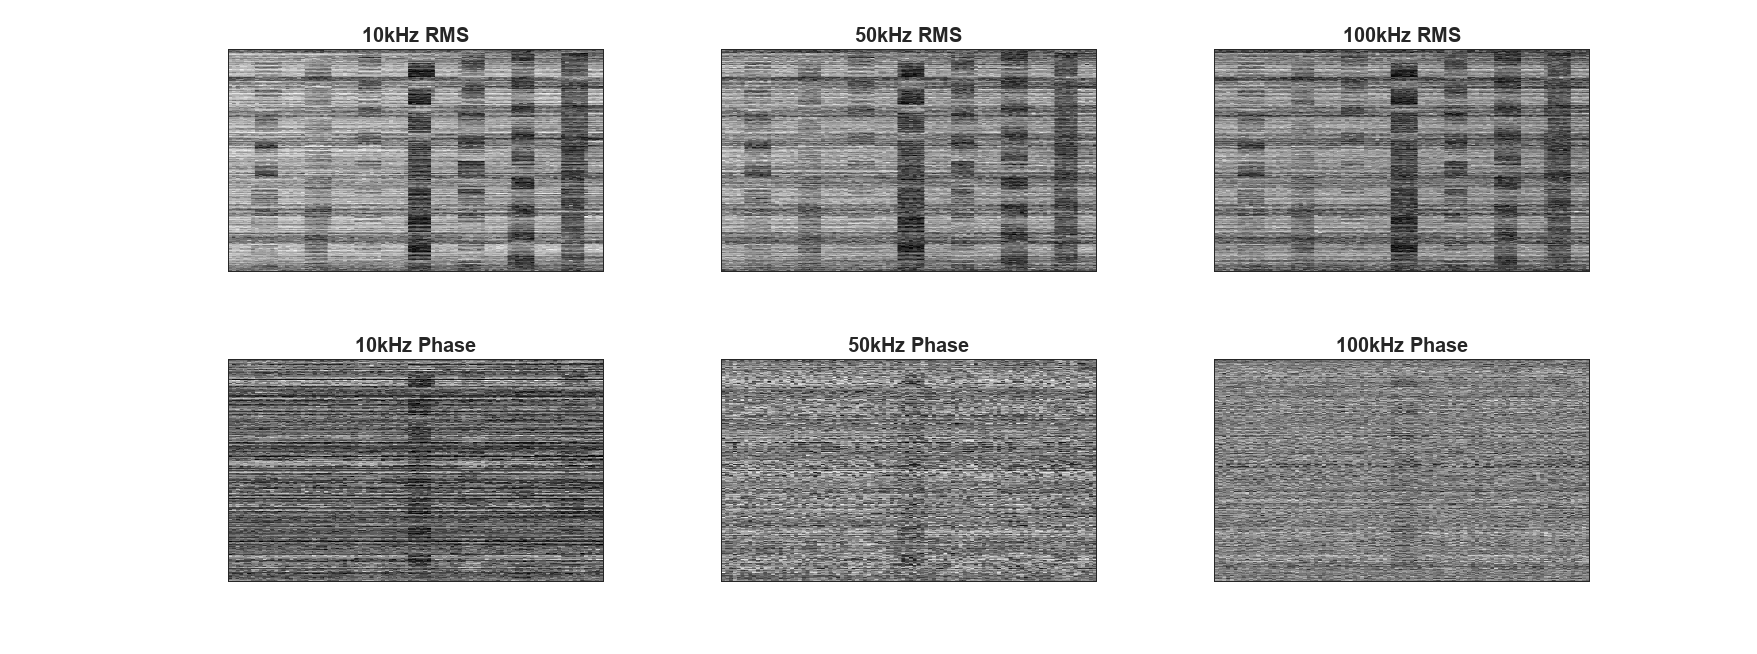 10kHz RMS
50kHz RMS
100kHz RMS
10kHz Phase
50kHz Phase
100kHz Phase